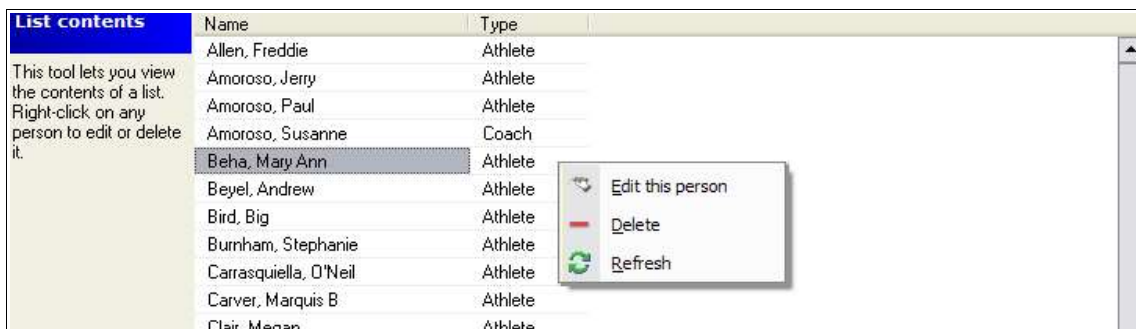 List contents
This tool lets you view
the contents of a list.
Right-click on any
person to edit or delete
it.
Name Type
Allen, Freddie Athlete
Amoroso, Jerry Athlete
Amoroso, Paul Athlete
Amoroso, Susanne Coach
Beha, Mary Ann Athlete
Beyel, Andrew Athlete
Bird, Big Athlete
Burnham, Stephanie Athlete
Carrasquiella, O'Neil Athlete
Carver, Marquis B Athlete
Clair, Megan Athlete
Edit this person
Delete
Refresh